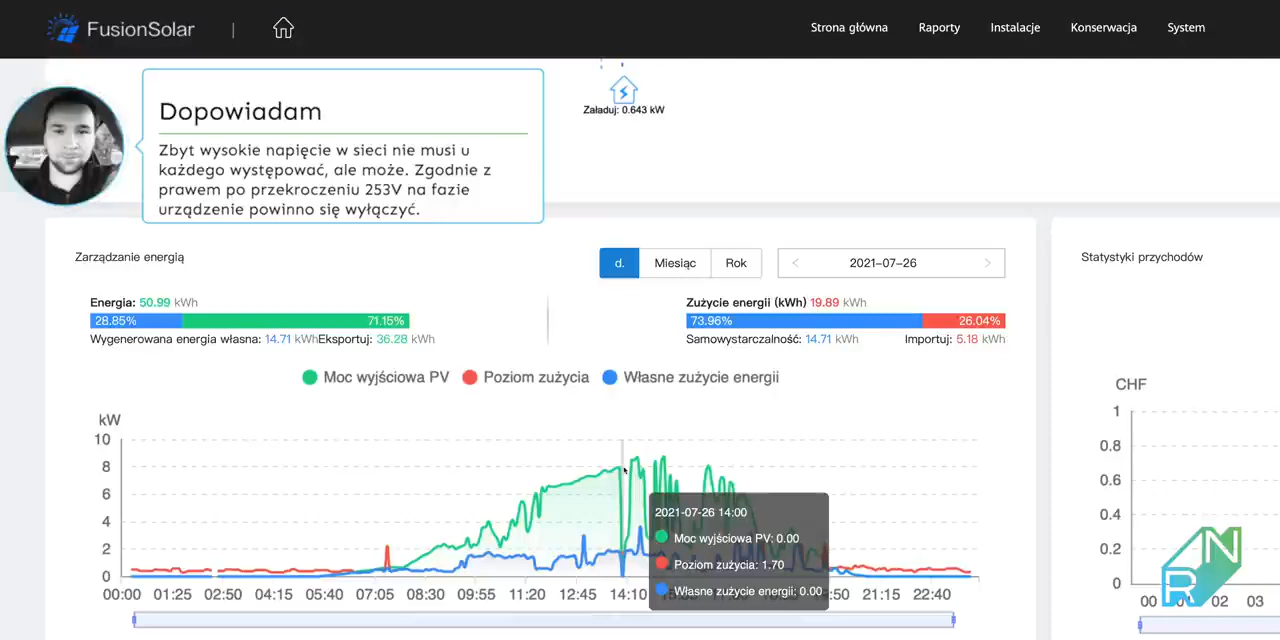 FusionSolar
Strona główna
Raporty
Instalacje
Konserwacja
System
Dopowiadam
Zbyt wysokie napięcie w sieci nie musi u
każdego występować, ale może. Zgodnie z
prawem po przekroczeniu 253V na fazie
urządzenie powinno się wyłączyć.
Załaduj: 0.643 kW
Zarządzanie energią
d.
Miesiąc
Rok
2021-07-26
Energia: 50.99 kWh
28.85% 71.15%
Wygenerowana energia własna: 14.71 kWhEksportuj: 36.28 kWh
Zużycie energii (kWh) 19.89 kWh
73.96% 26.04%
Samowystarczalność: 14.71 kWh Importuj: 5.18 kWh
Moc wyjściowa PV
Poziom zużycia
Własne zużycie energii
kW
10
8
6
4
2
0
00:00 01:25 02:50 04:15 05:40 07:05 08:30 09:55 11:20 12:45 14:10 21:15 22:40
2021-07-26 14:00
Moc wyjściowa PV: 0.00
Poziom zużycia: 1.70
Własne zużycie energii: 0.00
Statystyki przychodów
CHF
1
0.8
0.6
0.4
0.2
0
00 02 03
R N